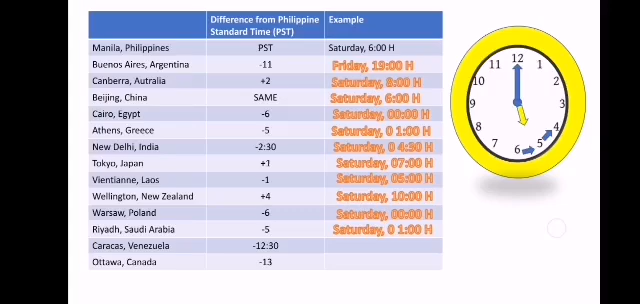 Difference from Philippine Standard Time (PST) Example
Manila, Philippines PST Saturday, 6:00 H
Buenos Aires, Argentina -11 Friday, 19:00 H
Canberra, Autralia +2 Saturday, 8:00 H
Beijing, China SAME Saturday, 6:00 H
Cairo, Egypt -6 Saturday, 00:00 H
Athens, Greece -5 Saturday, 0 1:00 H
New Delhi, India -2:30 Saturday, 0 4:30 H
Tokyo, Japan +1 Saturday, 07:00 H
Vientianne, Laos -1 Saturday, 05:00 H
Wellington, New Zealand +4 Saturday, 10:00 H
Warsaw, Poland -6 Saturday, 00:00 H
Riyadh, Saudi Arabia -5 Saturday, 0 1:00 H
Caracas, Venezuela -12:30
Ottawa, Canada -13
12
1
2
3
4
5
6
7
8
9
10
11